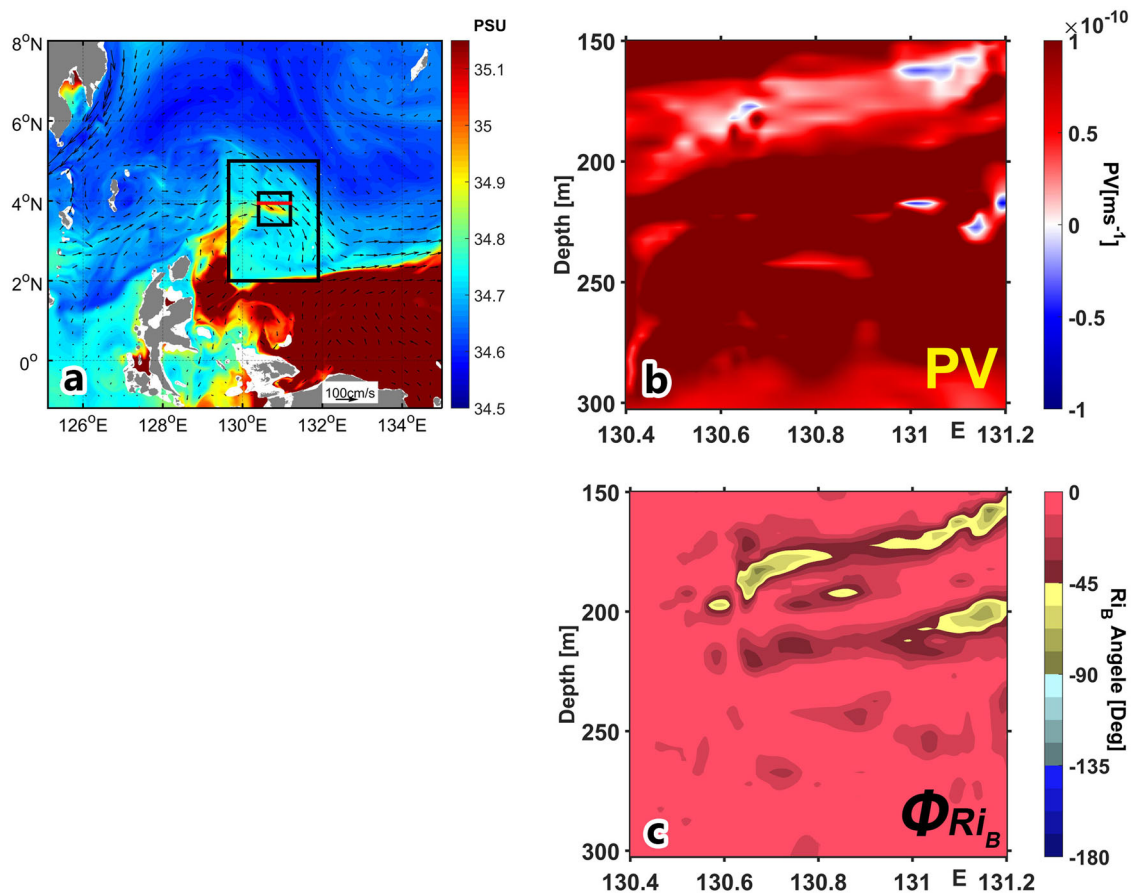 PSU
8°N
6°N
4°N
2°N
0°
126°E
128°E
130°E
132°E
134°E
100cm/s
a
35.1
35
34.9
34.8
34.7
34.6
34.5
×10⁻¹⁰
150
200
250
300
Depth [m]
130.4
130.6
130.8
131
E
131.2
b
PV
1
0.5
0
-0.5
-1
PV[ms⁻¹]
150
200
250
300
Depth [m]
130.4
130.6
130.8
131
E
131.2
c
ΦRiB
0
-45
-90
-135
-180
RiB Angele [Deg]